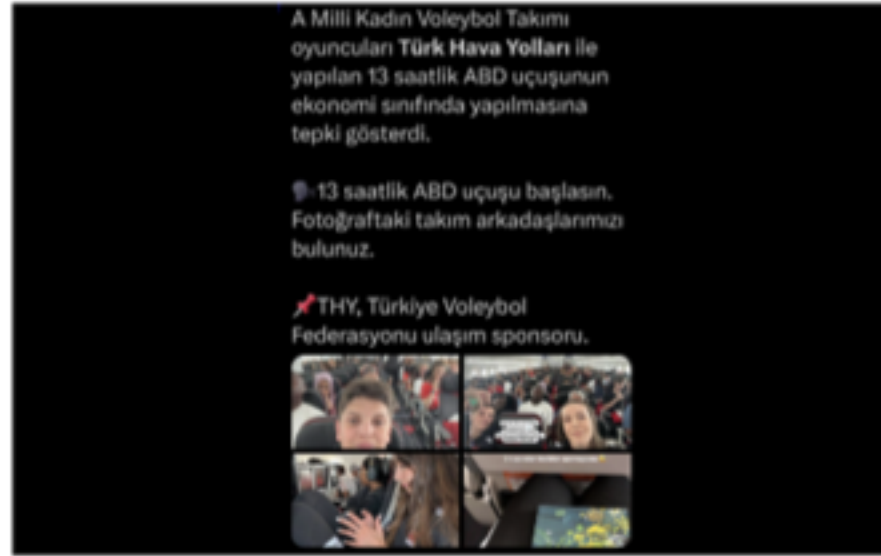 A Milli Kadın Voleybol Takımı
oyuncuları Türk Hava Yolları ile
yapılan 13 saatlik ABD uçuşunun
ekonomi sınıfında yapılmasına
tepki gösterdi.
13 saatlik ABD uçuşu başlasın.
Fotoğraftaki takım arkadaşlarımızı
bulunuz.
THY, Türkiye Voleybol
Federasyonu ulaşım sponsoru.